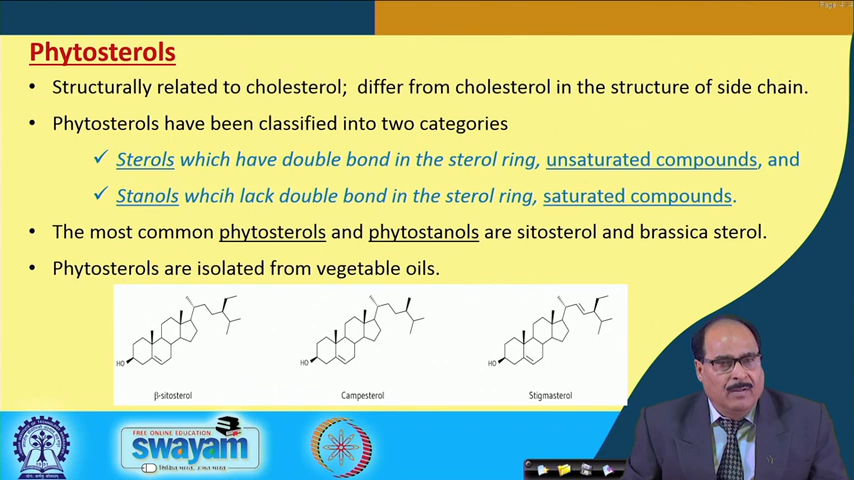 Phytosterols
• Structurally related to cholesterol; differ from cholesterol in the structure of side chain.
• Phytosterols have been classified into two categories
✓ Sterols which have double bond in the sterol ring, unsaturated compounds, and
✓ Stanols whcih lack double bond in the sterol ring, saturated compounds.
• The most common phytosterols and phytostanols are sitosterol and brassica sterol.
• Phytosterols are isolated from vegetable oils.
HO HO HO
β-sitosterol Campesterol Stigmasterol
FREE ONLINE EDUCATION
swayam